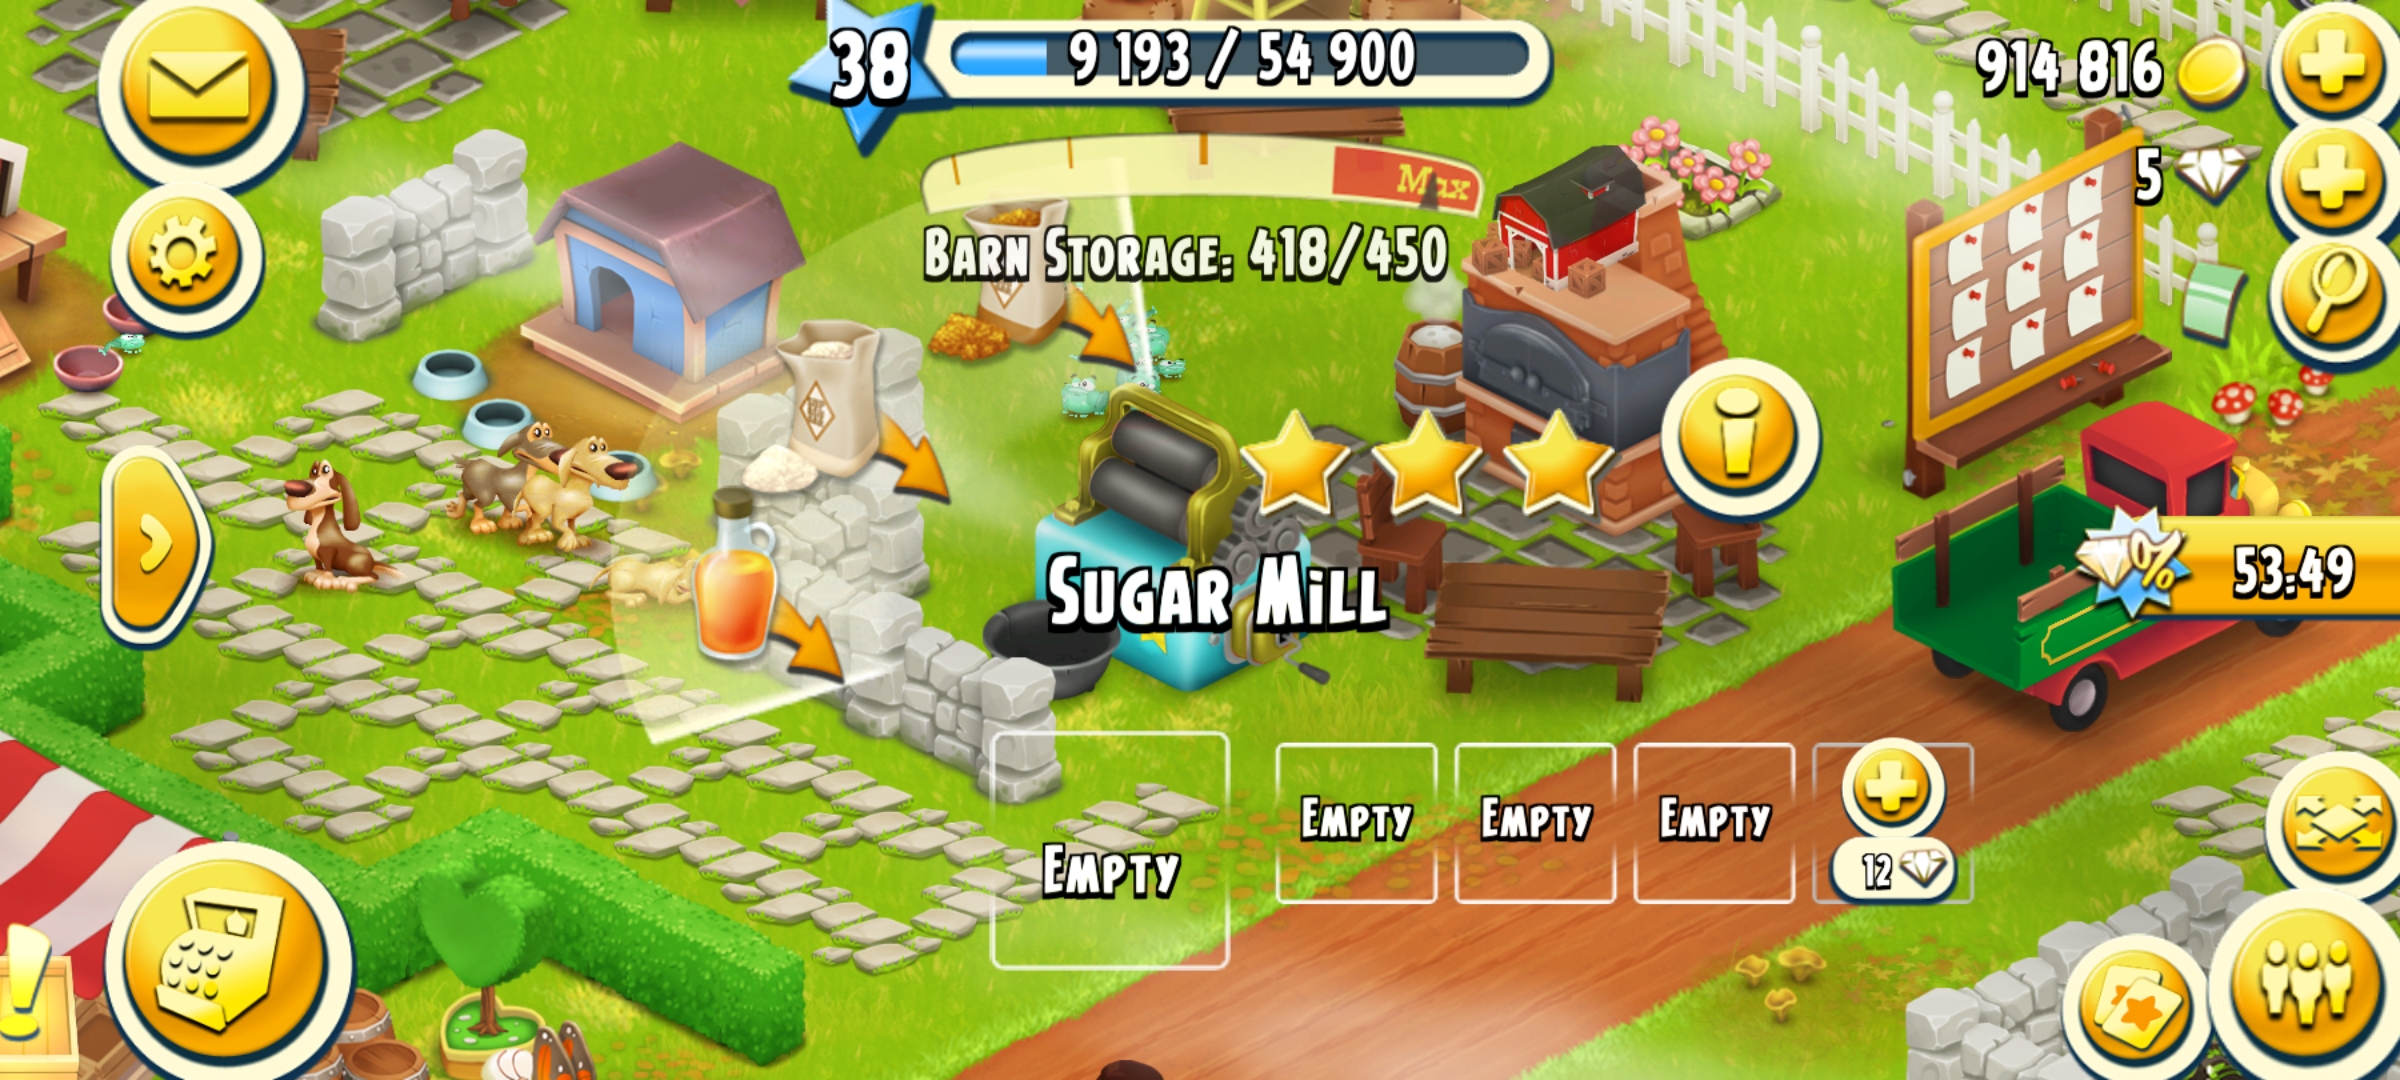 38
9 193 / 54 900
914 816
5
Max
BARN STORAGE: 418/450
%
53:49
SUGAR MILL
EMPTY
EMPTY
EMPTY
EMPTY
12